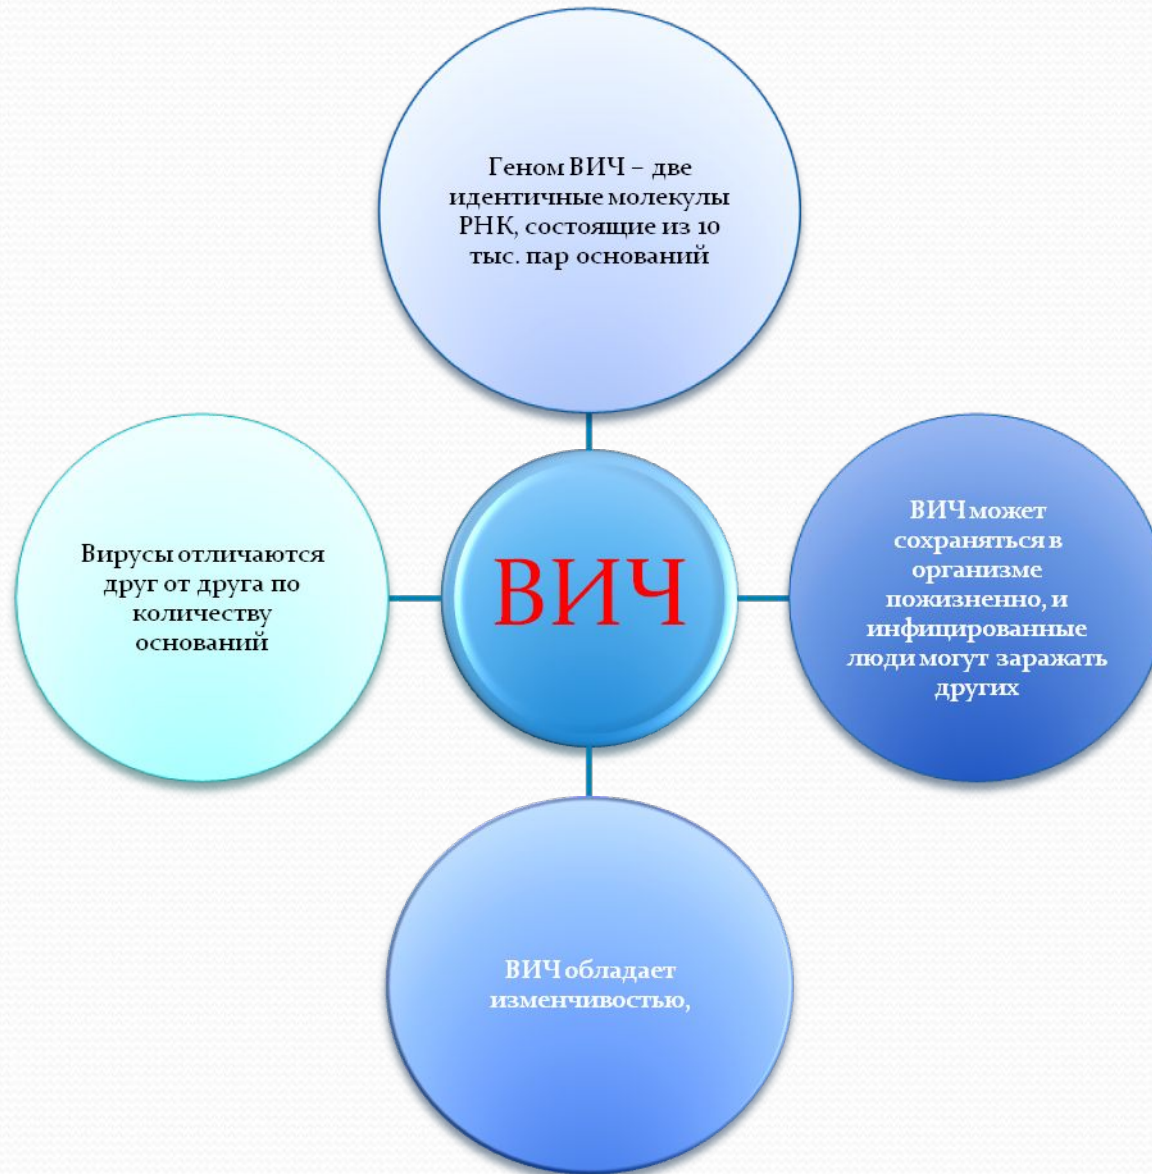 Геном ВИЧ – две
идентичные молекулы
РНК, состоящие из 10
тыс. пар оснований
Вирусы отличаются
друг от друга по
количеству
оснований
ВИЧ
ВИЧ может
сохраняться в
организме
пожизненно, и
инфицированные
люди могут заражать
других
ВИЧ обладает
изменчивостью,